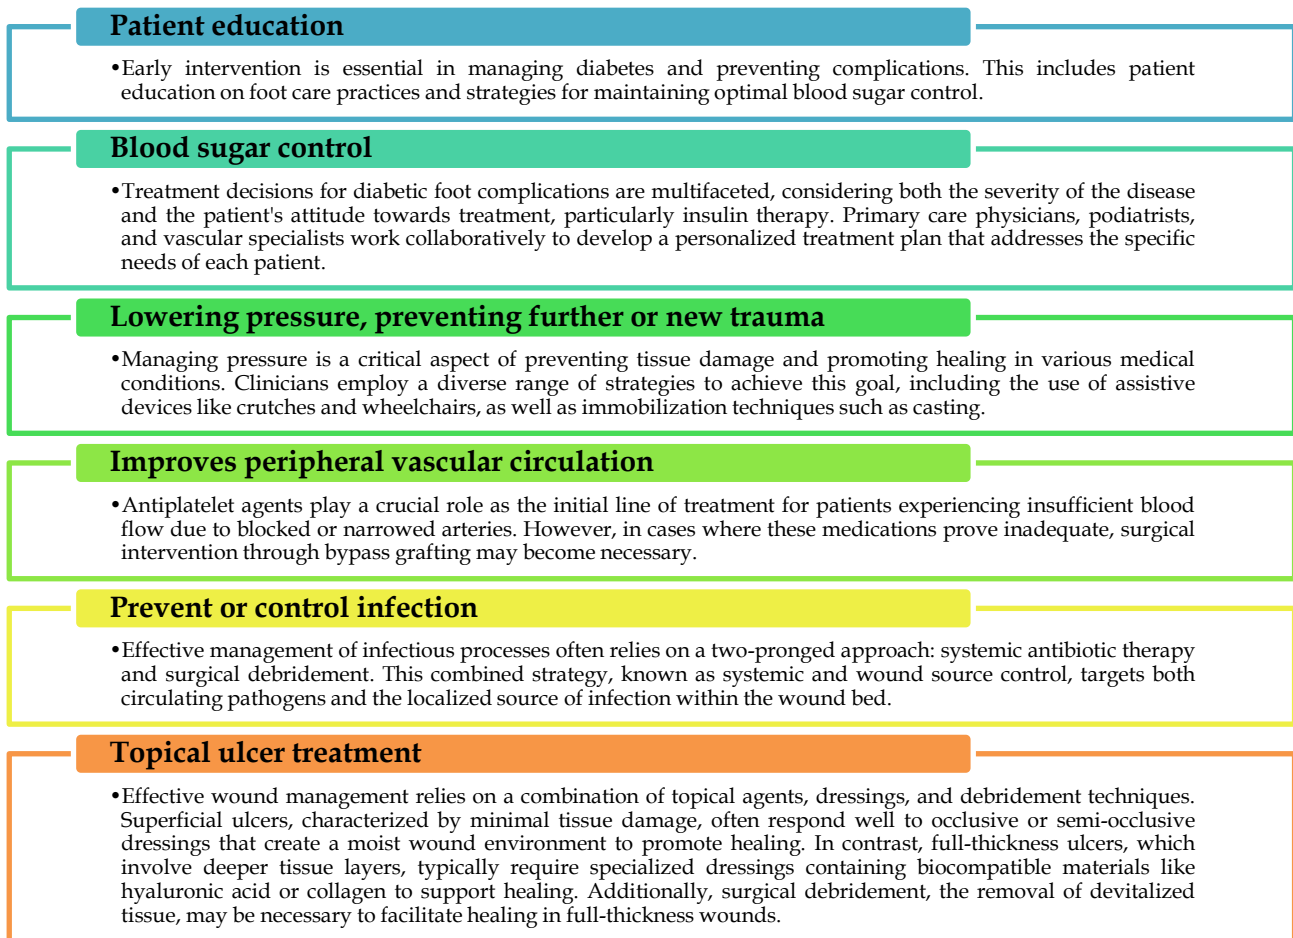 Patient education
•Early intervention is essential in managing diabetes and preventing complications. This includes patient
education on foot care practices and strategies for maintaining optimal blood sugar control.
Blood sugar control
•Treatment decisions for diabetic foot complications are multifaceted, considering both the severity of the disease
and the patient's attitude towards treatment, particularly insulin therapy. Primary care physicians, podiatrists,
and vascular specialists work collaboratively to develop a personalized treatment plan that addresses the specific
needs of each patient.
Lowering pressure, preventing further or new trauma
•Managing pressure is a critical aspect of preventing tissue damage and promoting healing in various medical
conditions. Clinicians employ a diverse range of strategies to achieve this goal, including the use of assistive
devices like crutches and wheelchairs, as well as immobilization techniques such as casting.
Improves peripheral vascular circulation
•Antiplatelet agents play a crucial role as the initial line of treatment for patients experiencing insufficient blood
flow due to blocked or narrowed arteries. However, in cases where these medications prove inadequate, surgical
intervention through bypass grafting may become necessary.
Prevent or control infection
•Effective management of infectious processes often relies on a two-pronged approach: systemic antibiotic therapy
and surgical debridement. This combined strategy, known as systemic and wound source control, targets both
circulating pathogens and the localized source of infection within the wound bed.
Topical ulcer treatment
•Effective wound management relies on a combination of topical agents, dressings, and debridement techniques.
Superficial ulcers, characterized by minimal tissue damage, often respond well to occlusive or semi-occlusive
dressings that create a moist wound environment to promote healing. In contrast, full-thickness ulcers, which
involve deeper tissue layers, typically require specialized dressings containing biocompatible materials like
hyaluronic acid or collagen to support healing. Additionally, surgical debridement, the removal of devitalized
tissue, may be necessary to facilitate healing in full-thickness wounds.